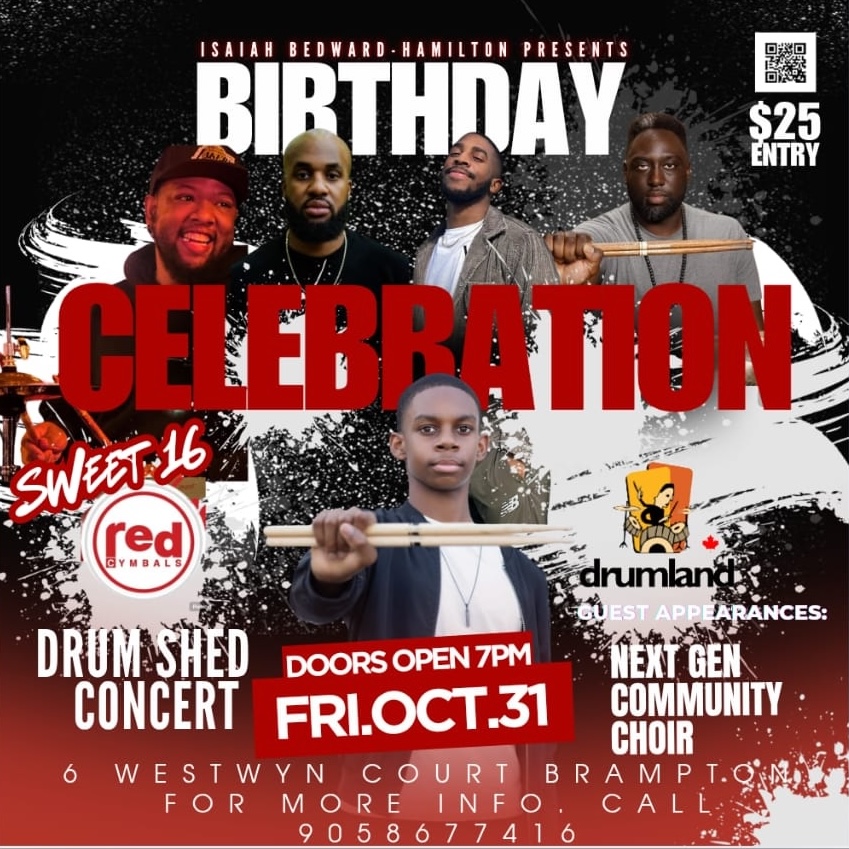 ISAIAH BEDWARD-HAMILTON PRESENTS
BIRTHDAY
$25
ENTRY
CELEBRATION
SWEET 16
red
CYMBALS
drumland
GUEST APPEARANCES:
DRUM SHED
CONCERT
DOORS OPEN 7PM
FRI.OCT.31
NEXT GEN
COMMUNITY
CHOIR
6 WESTWYN COURT BRAMPTON
FOR MORE INFO. CALL
9058677416